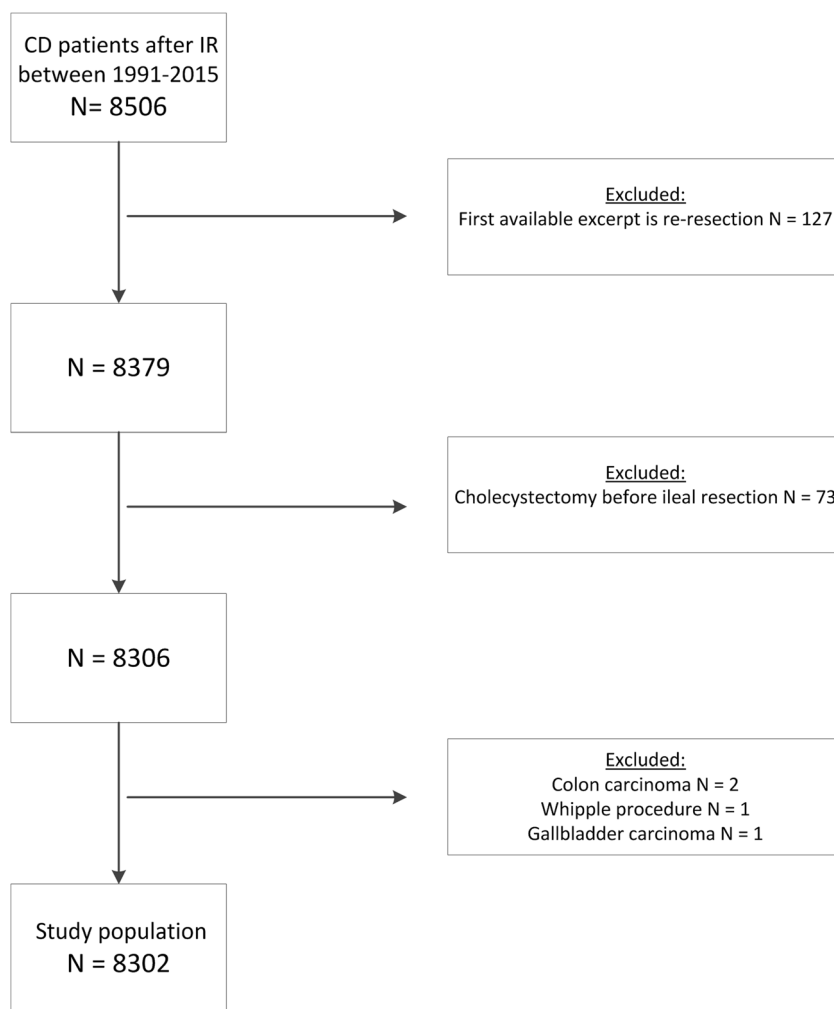 CD patients after IR
between 1991-2015
N= 8506
Excluded:
First available excerpt is re-resection N = 127
N = 8379
Excluded:
Cholecystectomy before ileal resection N = 73
N = 8306
Excluded:
Colon carcinoma N = 2
Whipple procedure N = 1
Gallbladder carcinoma N = 1
Study population
N = 8302